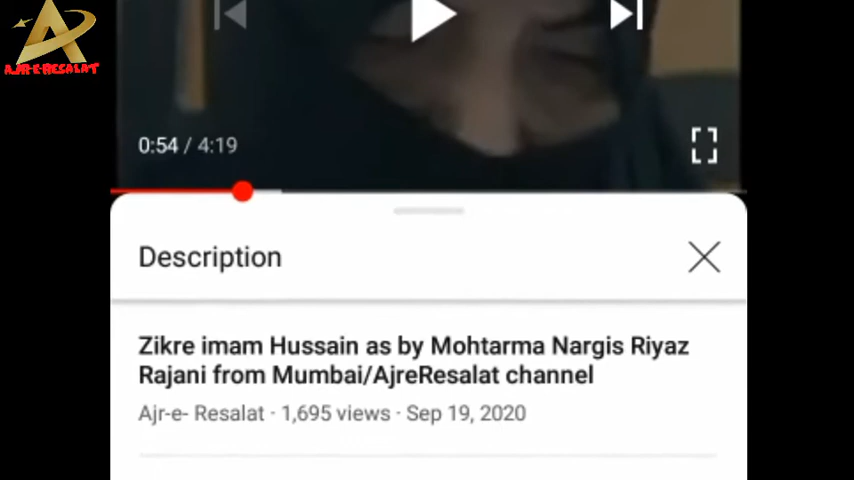 AJR-E-RESALAT
0:54 / 4:19
Description
Zikre imam Hussain as by Mohtarma Nargis Riyaz
Rajani from Mumbai/AjreResalat channel
Ajr-e- Resalat · 1,695 views · Sep 19, 2020